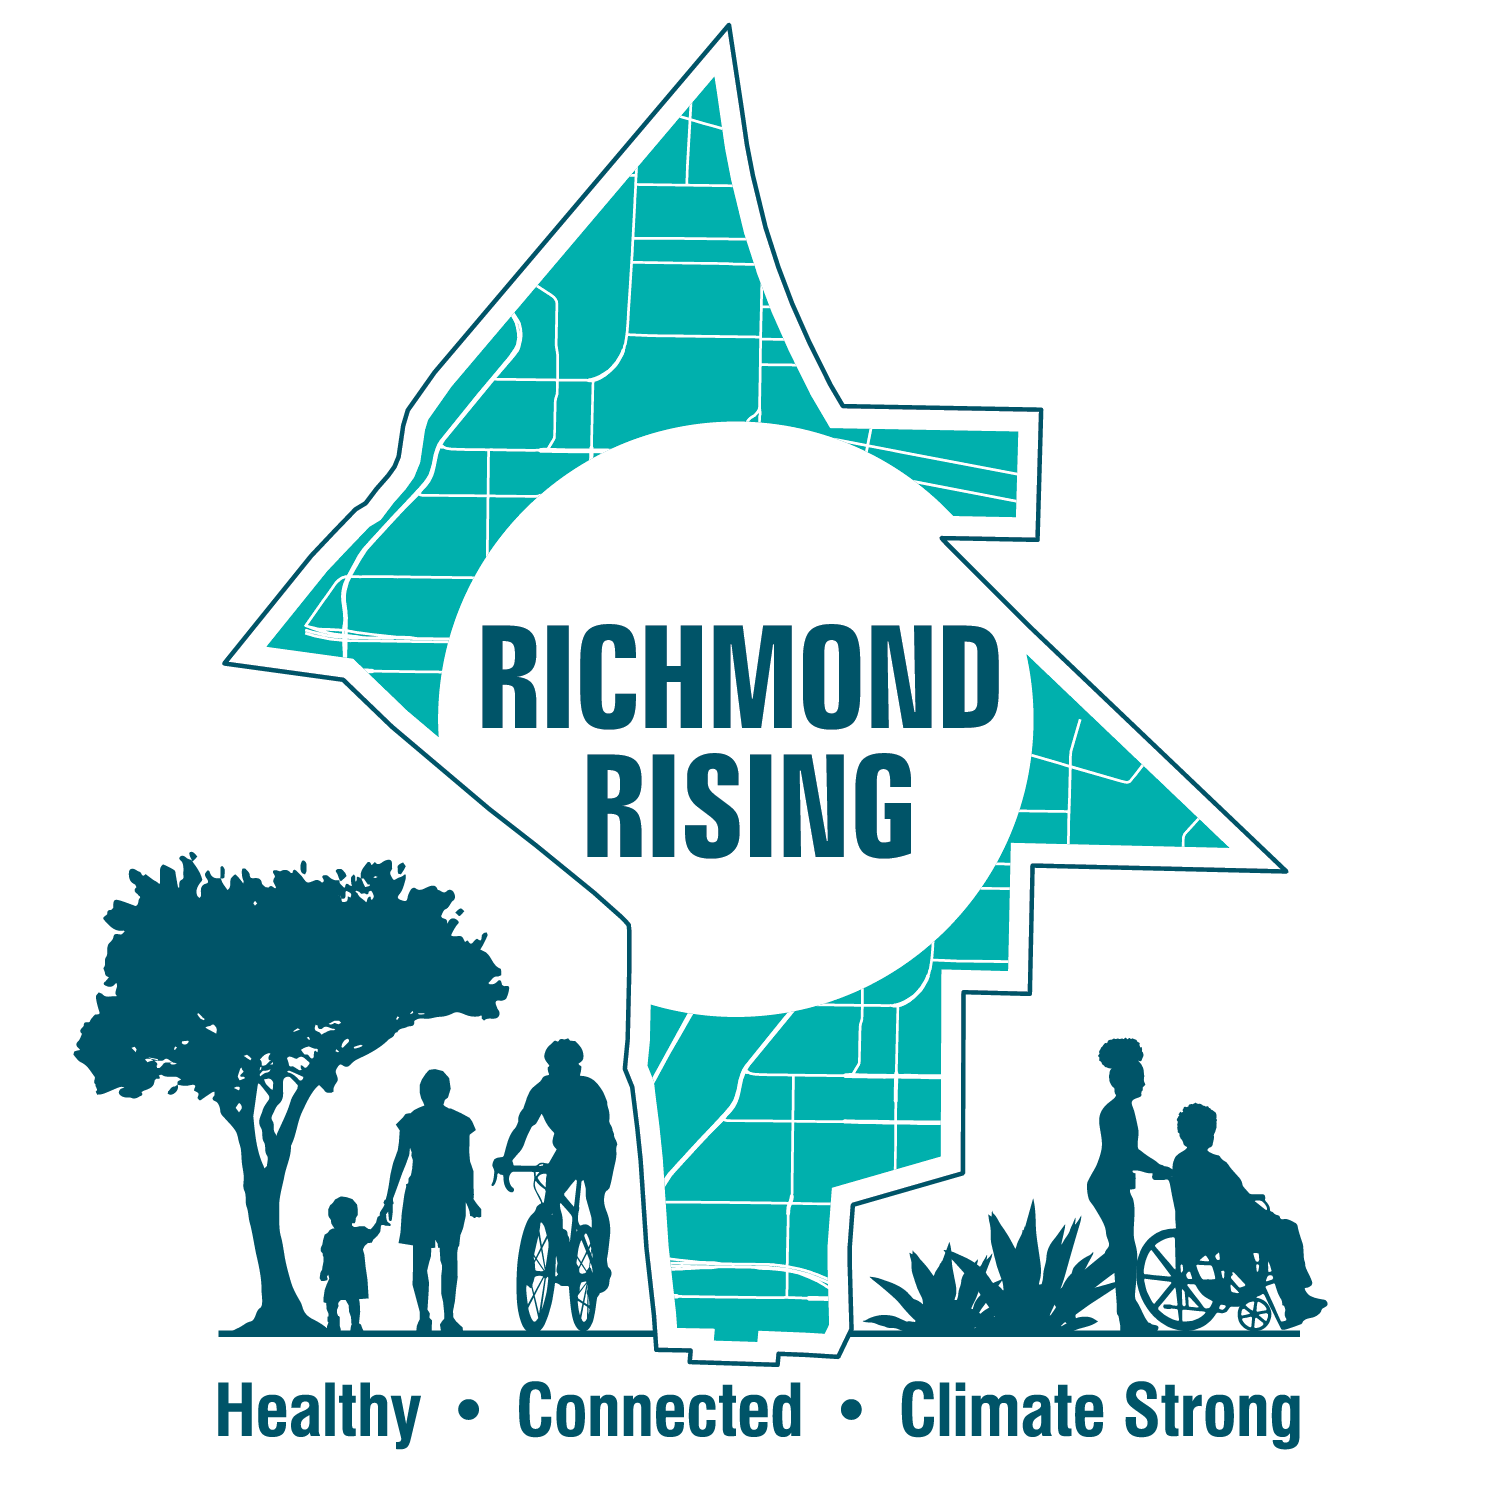 RICHMOND
RISING
Healthy • Connected • Climate Strong